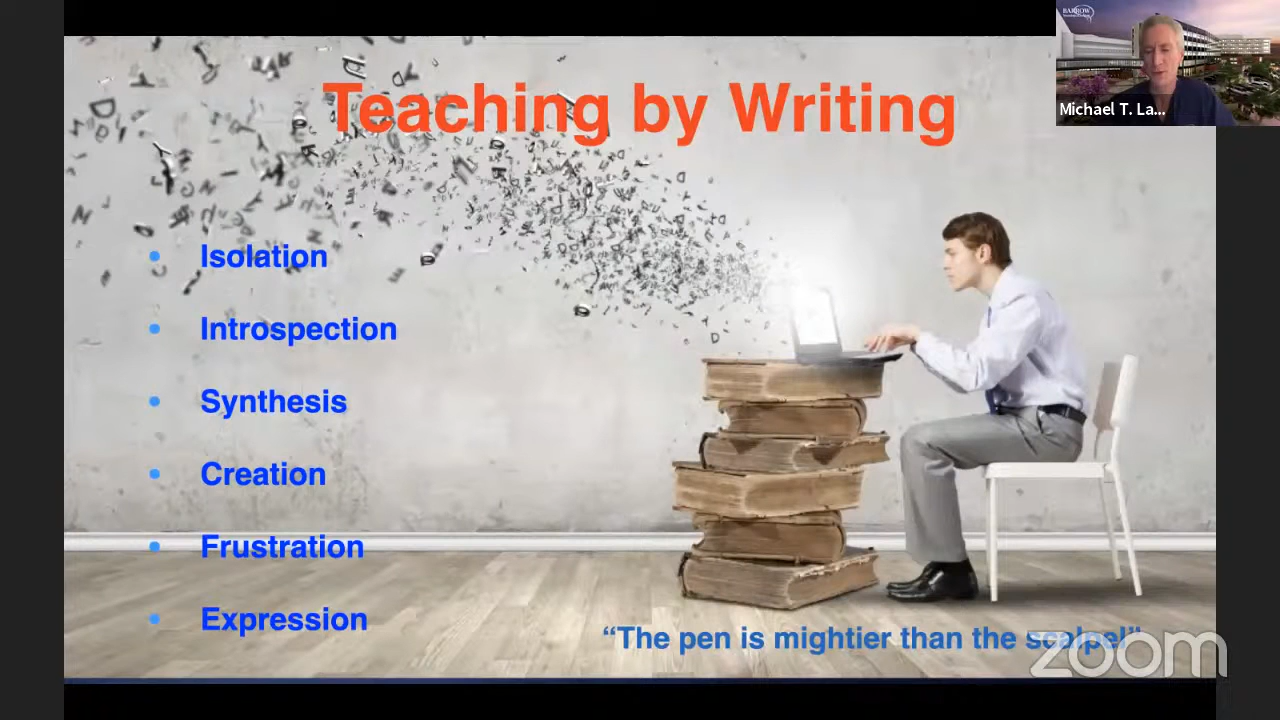 BARROW
Michael T. La...
Teaching by Writing
• Isolation
• Introspection
• Synthesis
• Creation
• Frustration
• Expression
“The pen is mightier than the scalpel”
zoom